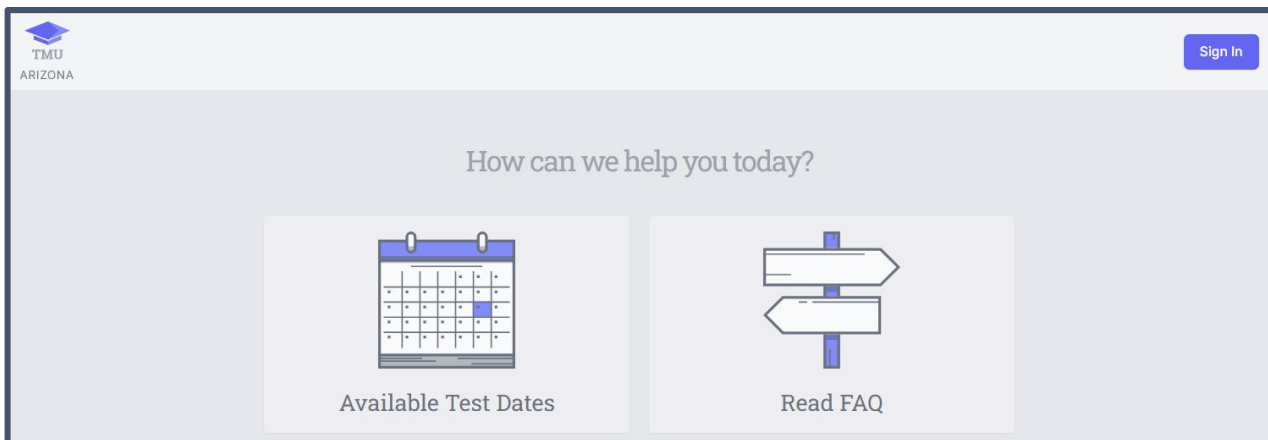 TMU
ARIZONA
Sign In
How can we help you today?
Available Test Dates
Read FAQ